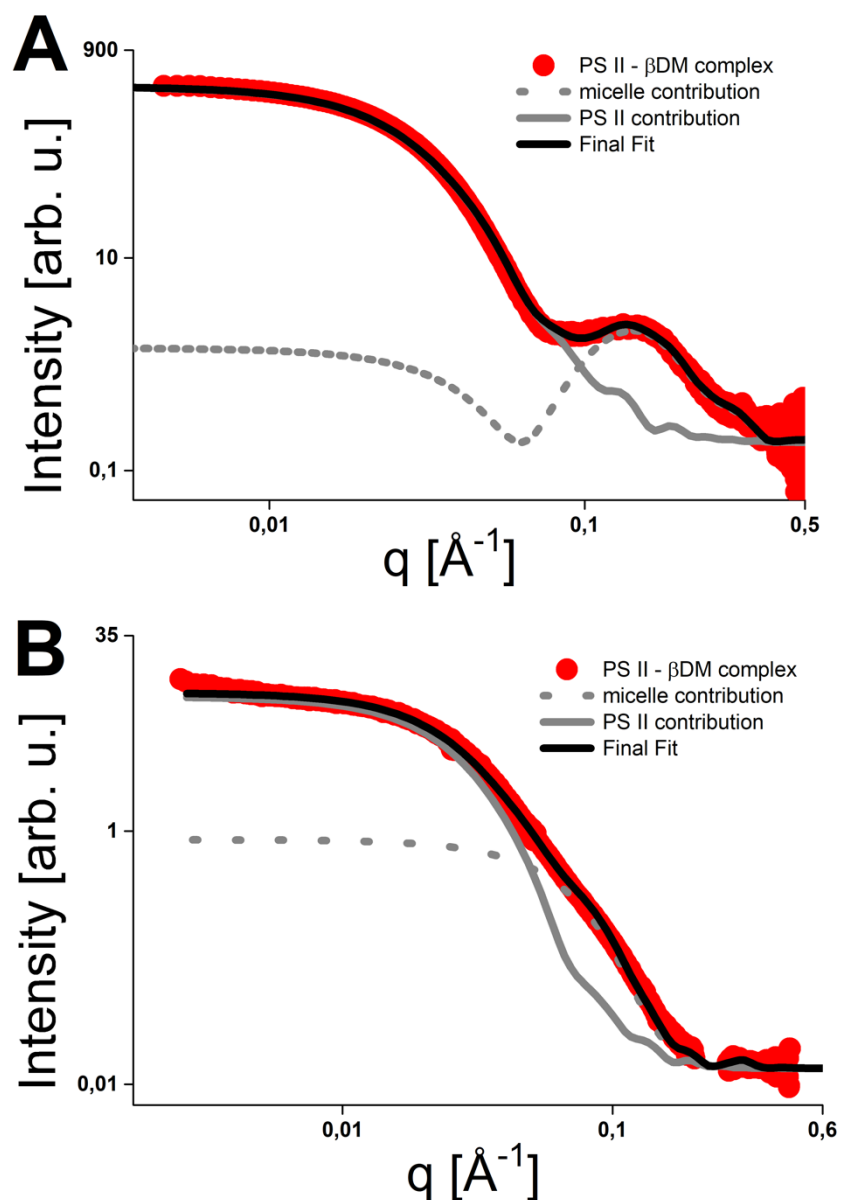 A
900
10
0,1
Intensity [arb. u.]
PS II - βDM complex
micelle contribution
PS II contribution
Final Fit
0,01
0,1
0,5
q [Å⁻¹]
B
35
1
0,01
Intensity [arb. u.]
PS II - βDM complex
micelle contribution
PS II contribution
Final Fit
0,01
0,1
0,6
q [Å⁻¹]